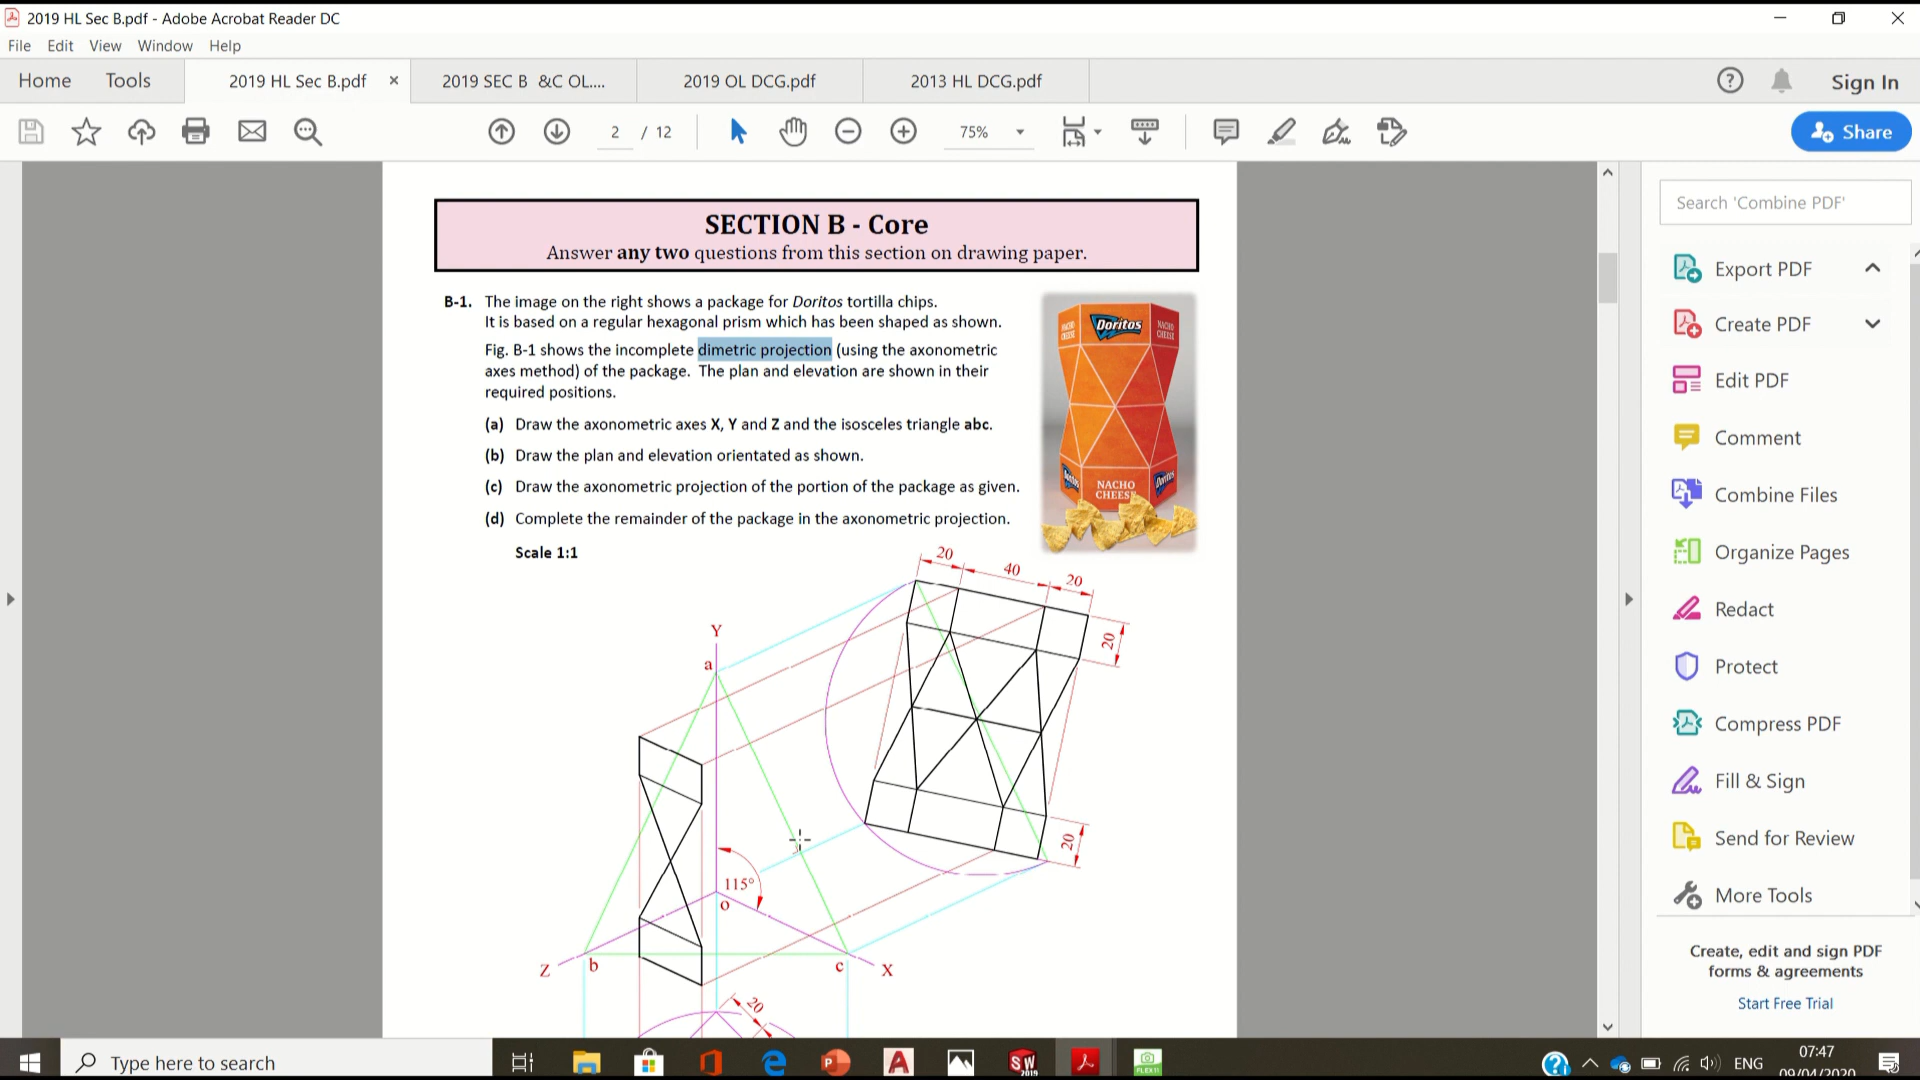 2019 HL Sec B.pdf - Adobe Acrobat Reader DC
File Edit View Window Help
Home Tools 2019 HL Sec B.pdf × 2019 SEC B &C OL.... 2019 OL DCG.pdf 2013 HL DCG.pdf Sign In
2 / 12 75% Share
Search 'Combine PDF'
Export PDF
Create PDF
Edit PDF
Comment
Combine Files
Organize Pages
Redact
Protect
Compress PDF
Fill & Sign
Send for Review
More Tools
Create, edit and sign PDF
forms & agreements
Start Free Trial
SECTION B - Core
Answer any two questions from this section on drawing paper.
B-1. The image on the right shows a package for Doritos tortilla chips.
It is based on a regular hexagonal prism which has been shaped as shown.
Fig. B-1 shows the incomplete dimetric projection (using the axonometric
axes method) of the package. The plan and elevation are shown in their
required positions.
(a) Draw the axonometric axes X, Y and Z and the isosceles triangle abc.
(b) Draw the plan and elevation orientated as shown.
(c) Draw the axonometric projection of the portion of the package as given.
(d) Complete the remainder of the package in the axonometric projection.
Scale 1:1
NACHO
CHEESE
Doritos
NACHO
CHEESE
Doritos
NACHO
CHEESE
Doritos
20
40
20
20
Y
a
20
115°
o
Z b c X
20
Type here to search
ENG
07:47
09/04/2020